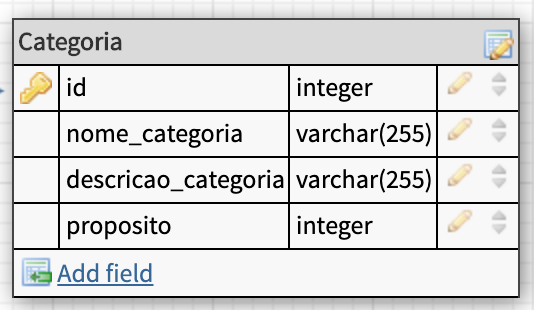 Categoria
id integer
nome_categoria varchar(255)
descricao_categoria varchar(255)
proposito integer
Add field